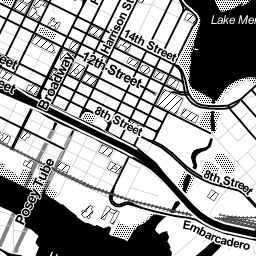 Lake Mer
14th Street
Harrison St
12th Street
Broadway
8th Street
8th Street
Posey Tube
Embarcadero